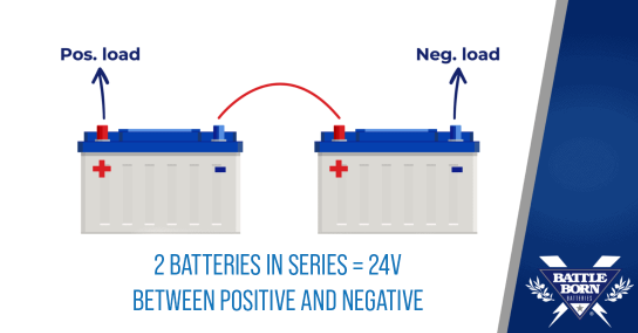 Pos. load
Neg. load
2 BATTERIES IN SERIES = 24V
BETWEEN POSITIVE AND NEGATIVE
BATTLE
BORN
BATTERIES